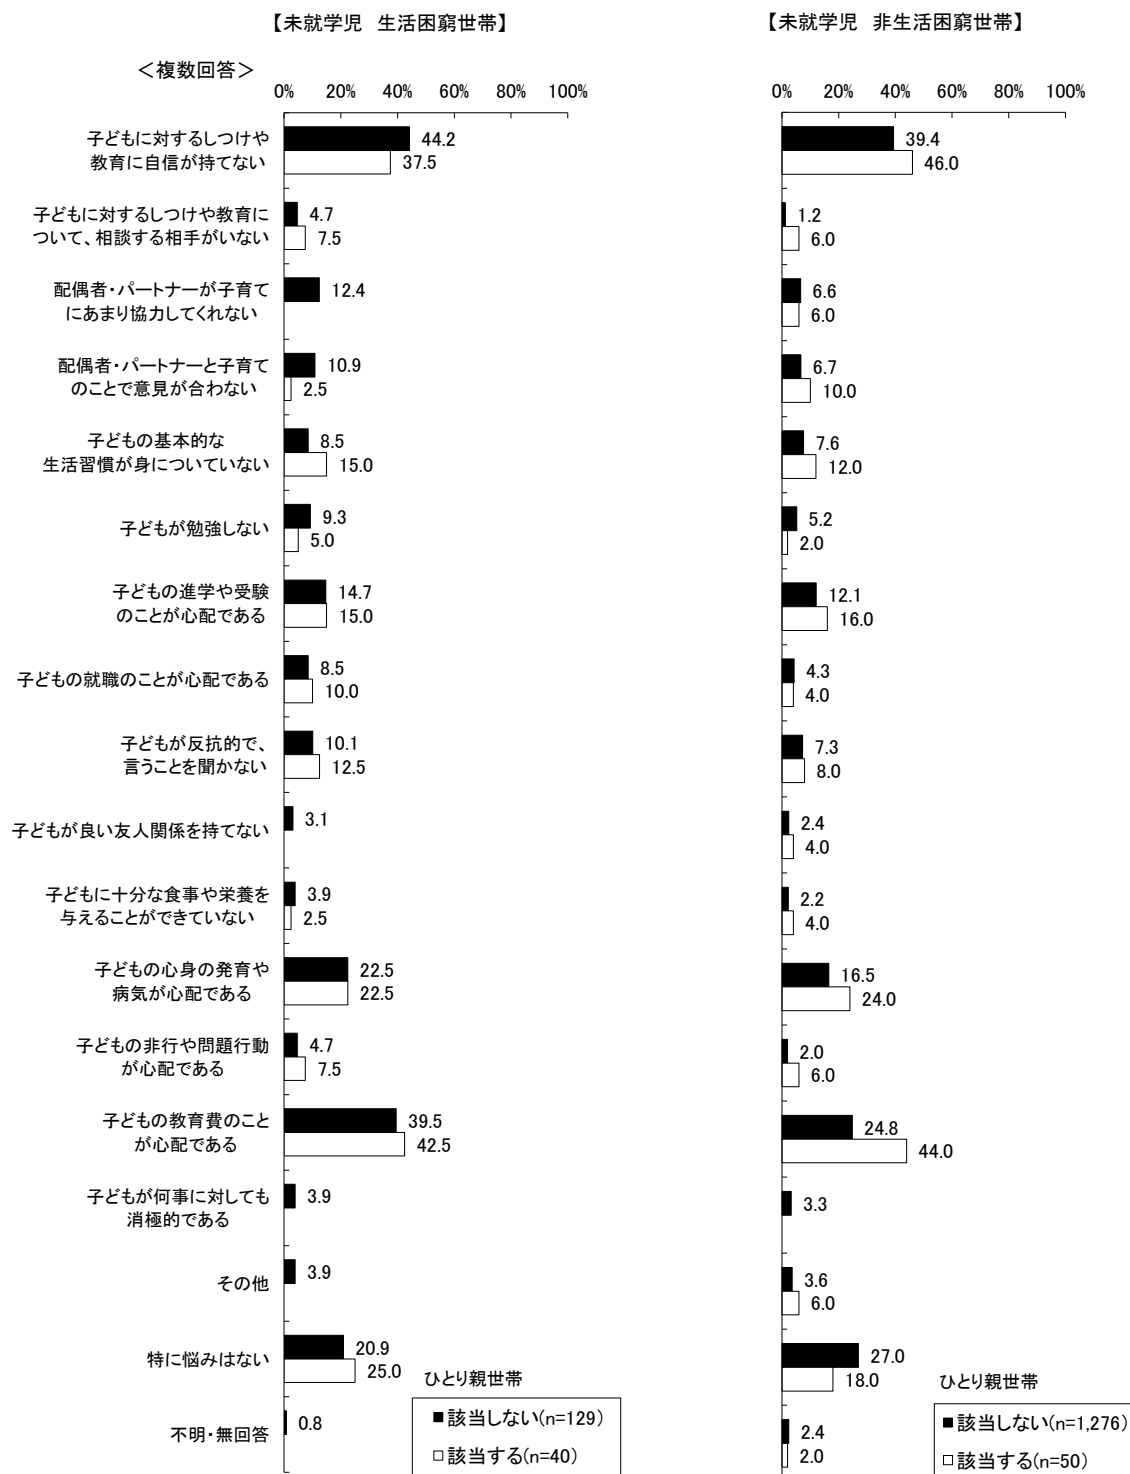 【未就学児　生活困窮世帯】
【未就学児　非生活困窮世帯】
＜複数回答＞
0% 20% 40% 60% 80% 100%
0% 20% 40% 60% 80% 100%
子どもに対するしつけや
教育に自信が持てない
44.2
37.5
39.4
46.0
子どもに対するしつけや教育に
ついて、相談する相手がいない
4.7
7.5
1.2
6.0
配偶者・パートナーが子育て
にあまり協力してくれない
12.4
6.6
6.0
配偶者・パートナーと子育て
のことで意見が合わない
10.9
2.5
6.7
10.0
子どもの基本的な
生活習慣が身についていない
8.5
15.0
7.6
12.0
子どもが勉強しない
9.3
5.0
5.2
2.0
子どもの進学や受験
のことが心配である
14.7
15.0
12.1
16.0
子どもの就職のことが心配である
8.5
10.0
4.3
4.0
子どもが反抗的で、
言うことを聞かない
10.1
12.5
7.3
8.0
子どもが良い友人関係を持てない
3.1
2.4
4.0
子どもに十分な食事や栄養を
与えることができていない
3.9
2.5
2.2
4.0
子どもの心身の発育や
病気が心配である
22.5
22.5
16.5
24.0
子どもの非行や問題行動
が心配である
4.7
7.5
2.0
6.0
子どもの教育費のこと
が心配である
39.5
42.5
24.8
44.0
子どもが何事に対しても
消極的である
3.9
3.3
その他
3.9
3.6
6.0
特に悩みはない
20.9
25.0
27.0
18.0
不明・無回答
0.8
2.4
2.0
ひとり親世帯
■該当しない(n=129)
□該当する(n=40)
ひとり親世帯
■該当しない(n=1,276)
□該当する(n=50)